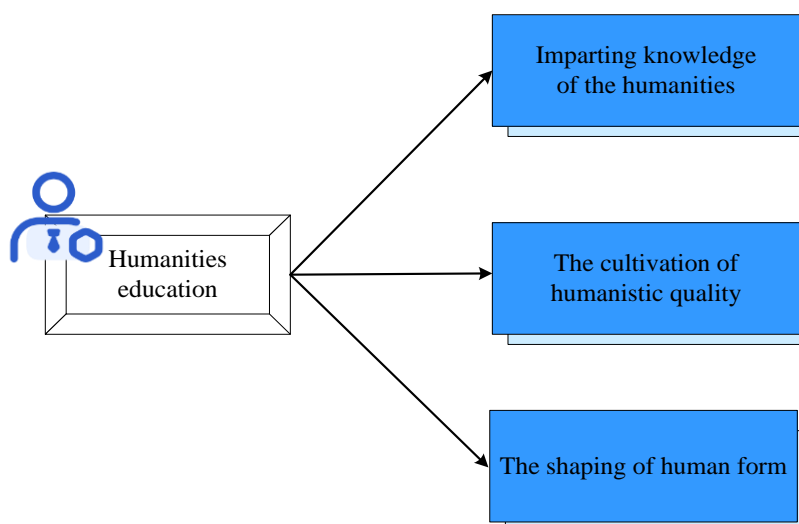 Imparting knowledge
of the humanities
Humanities
education
The cultivation of
humanistic quality
The shaping of human form